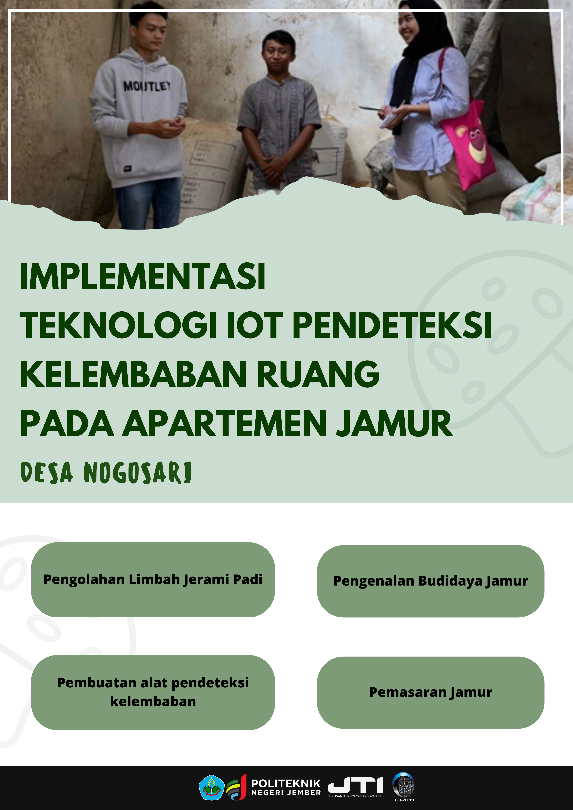 MOUTLEY
IMPLEMENTASI
TEKNOLOGI IOT PENDETEKSI
KELEMBABAN RUANG
PADA APARTEMEN JAMUR
DESA NOGOSARI
Pengolahan Limbah Jerami Padi
Pengenalan Budidaya Jamur
Pembuatan alat pendeteksi
kelembaban
Pemasaran Jamur
POLITEKNIK
NEGERI JEMBER
JTI